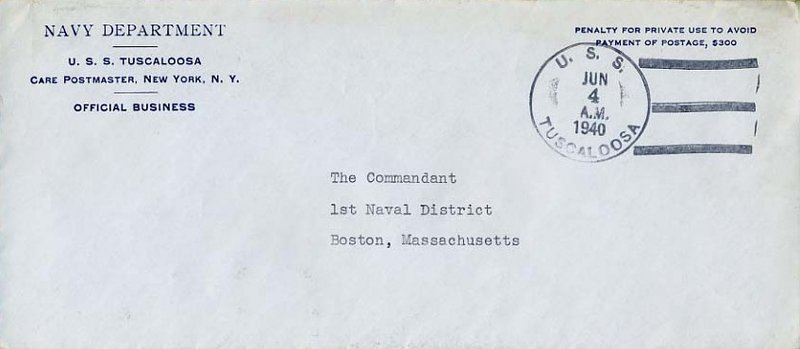 NAVY DEPARTMENT
U. S. S. TUSCALOOSA
CARE POSTMASTER, NEW YORK, N. Y.
OFFICIAL BUSINESS
PENALTY FOR PRIVATE USE TO AVOID
PAYMENT OF POSTAGE, $300
U. S. S.
JUN
4
A.M.
1940
TUSCALOOSA
The Commandant
1st Naval District
Boston, Massachusetts